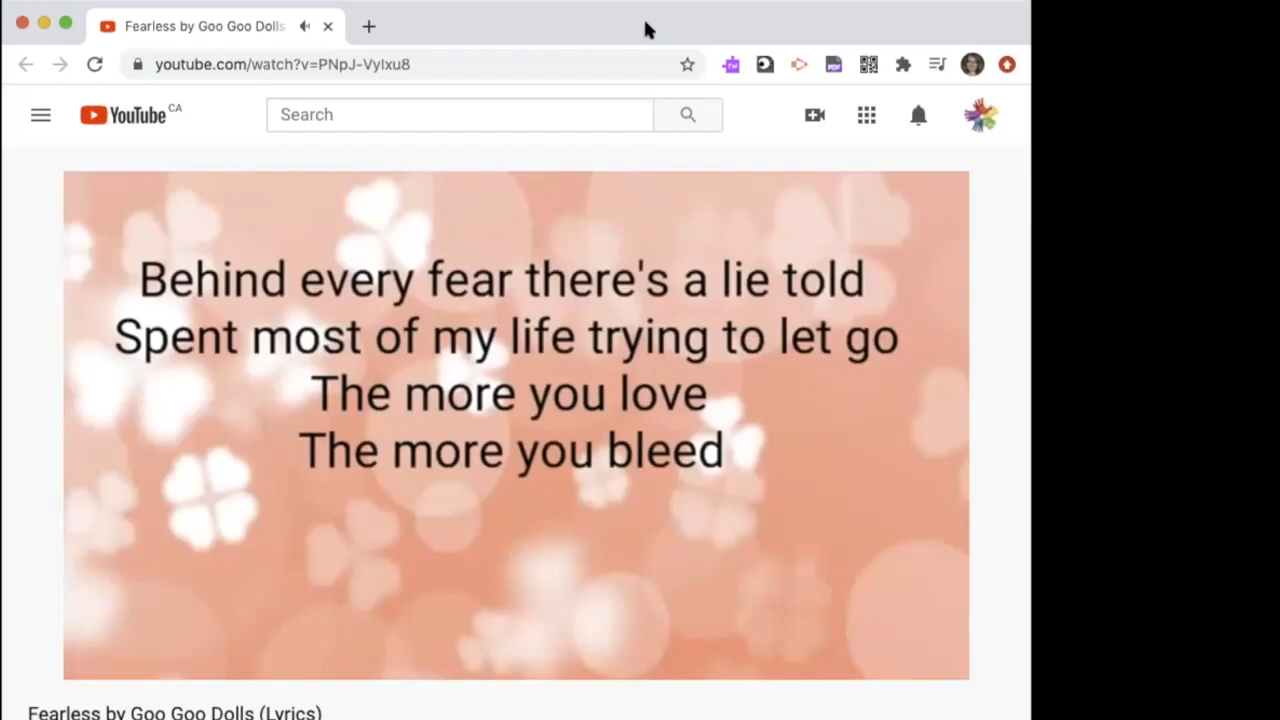 Fearless by Goo Goo Dolls
youtube.com/watch?v=PNpJ-Vylxu8
YouTube CA
Search
Behind every fear there's a lie told
Spent most of my life trying to let go
The more you love
The more you bleed
Fearless by Goo Goo Dolls (Lyrics)